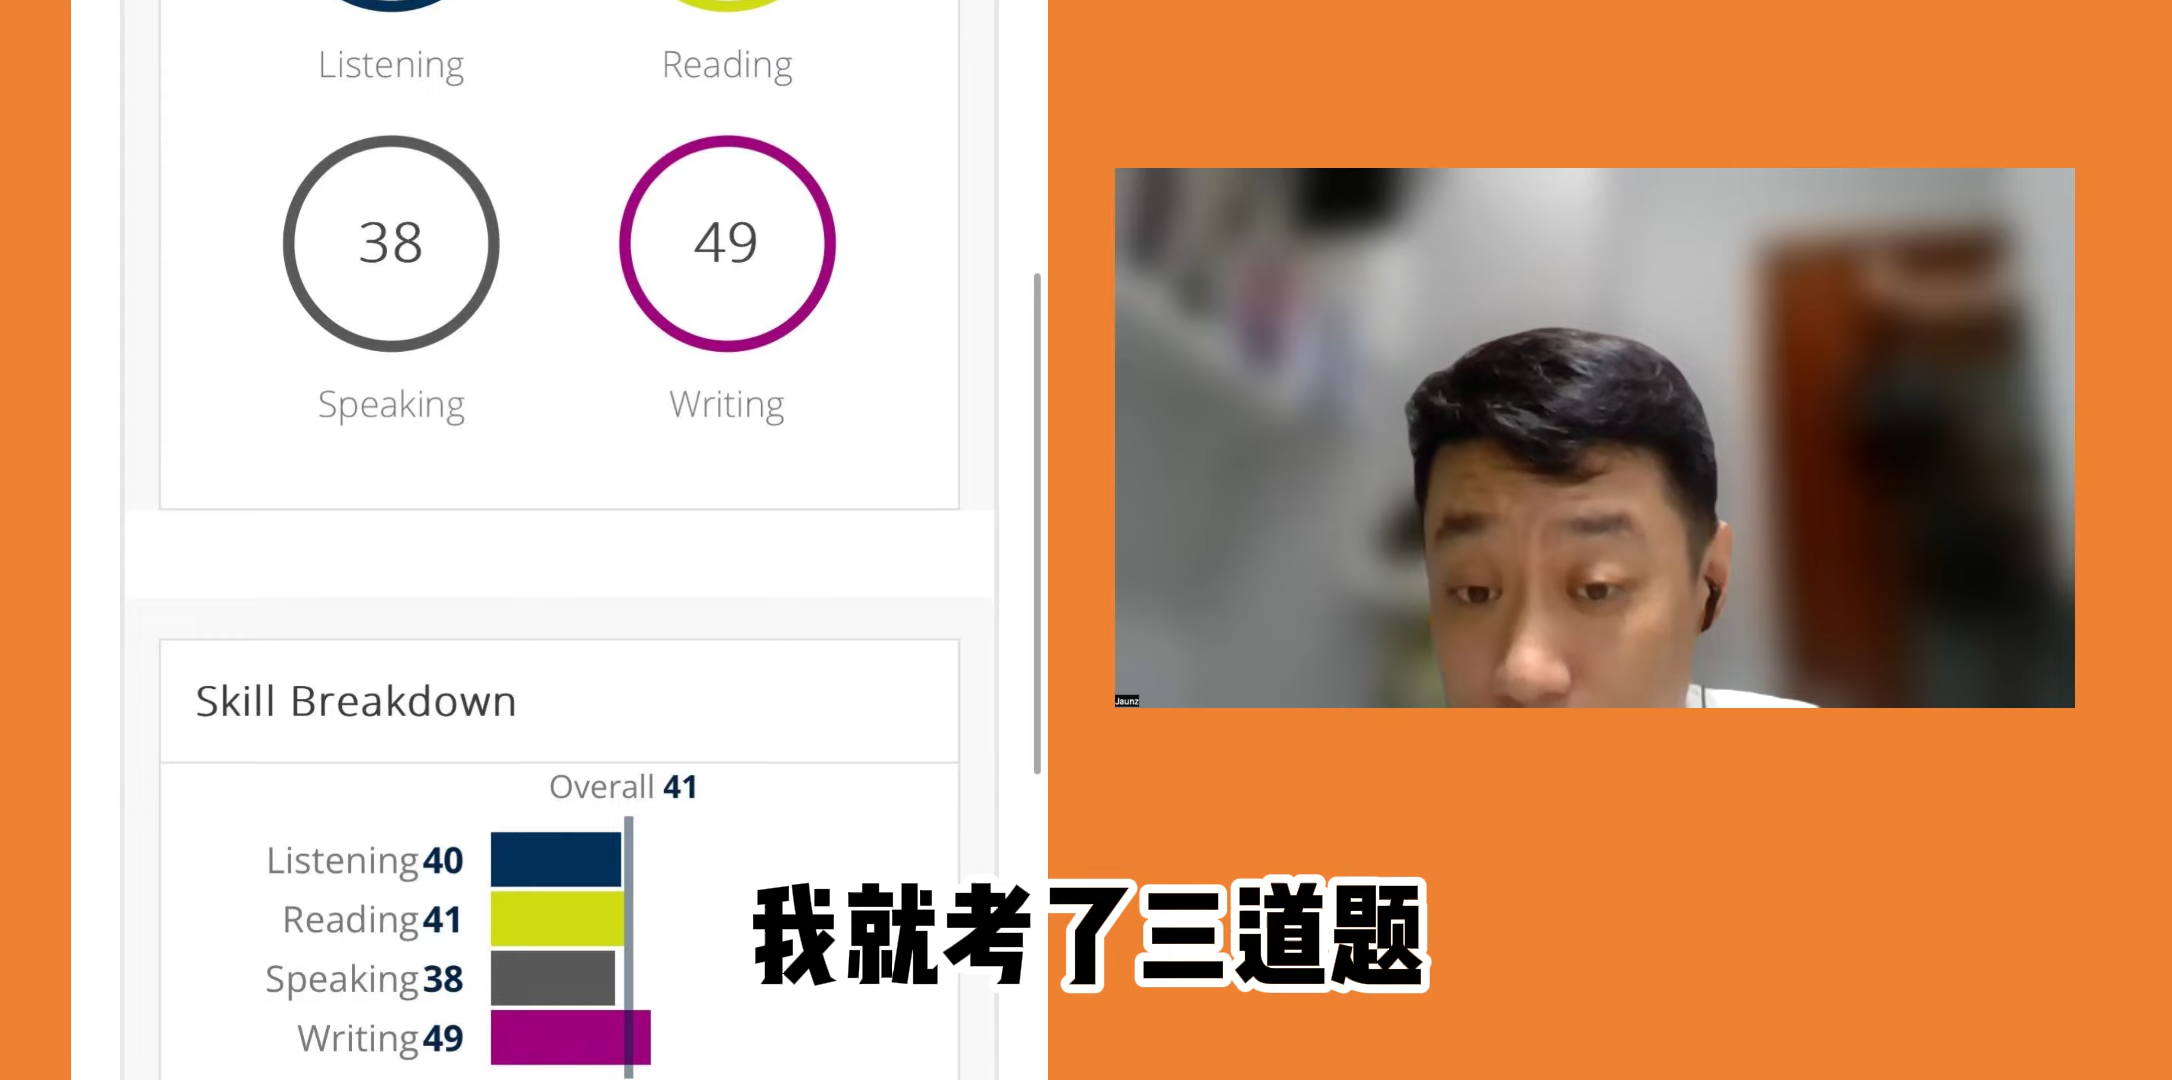 Listening
Reading
38
49
Speaking
Writing
Skill Breakdown
Overall 41
Listening 40
Reading 41
Speaking 38
Writing 49
我就考了三道题
Jaunz